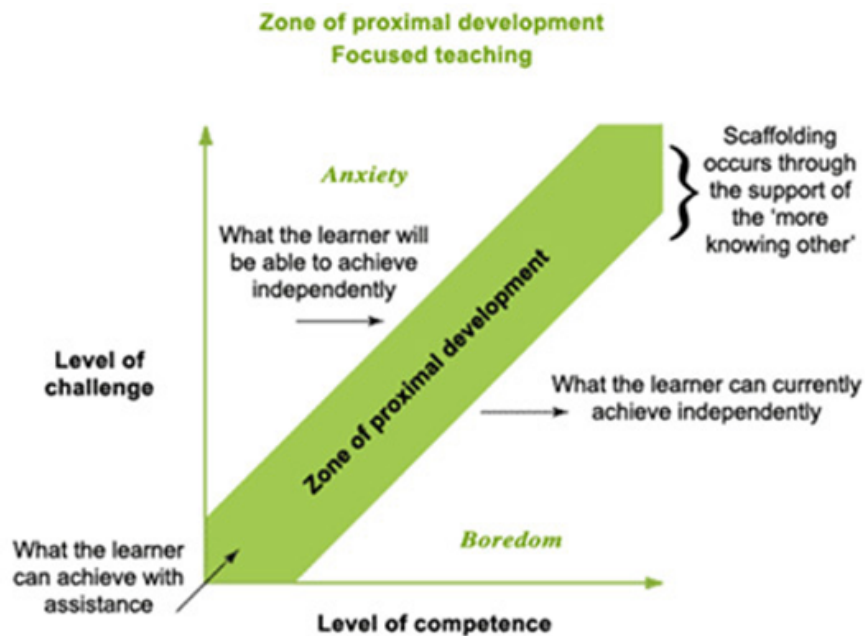 Zone of proximal development
Focused teaching
Anxiety
Scaffolding
occurs through
the support of
the ‘more
knowing other’
What the learner will
be able to achieve
independently
Zone of proximal development
Level of
challenge
What the learner can currently
achieve independently
What the learner
can achieve with
assistance
Boredom
Level of competence